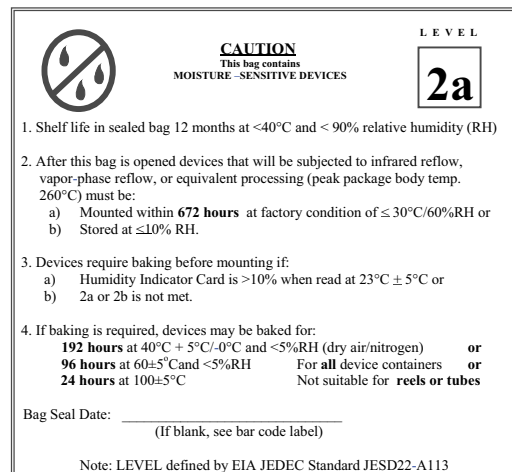 LEVEL
CAUTION
This bag contains
MOISTURE –SENSITIVE DEVICES
2a
1. Shelf life in sealed bag 12 months at <40°C and < 90% relative humidity (RH)
2. After this bag is opened devices that will be subjected to infrared reflow,
vapor-phase reflow, or equivalent processing (peak package body temp.
260°C) must be:
a) Mounted within 672 hours at factory condition of ≤ 30°C/60%RH or
b) Stored at ≤10% RH.
3. Devices require baking before mounting if:
a) Humidity Indicator Card is >10% when read at 23°C ± 5°C or
b) 2a or 2b is not met.
4. If baking is required, devices may be baked for:
192 hours at 40°C + 5°C/-0°C and <5%RH (dry air/nitrogen) or
96 hours at 60±5°Cand <5%RH For all device containers or
24 hours at 100±5°C Not suitable for reels or tubes
Bag Seal Date: ______________________________
(If blank, see bar code label)
Note: LEVEL defined by EIA JEDEC Standard JESD22-A113